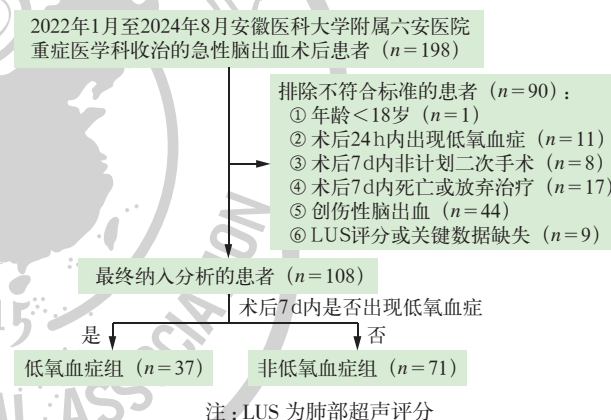 2022年1月至2024年8月安徽医科大学附属六安医院
重症医学科收治的急性脑出血术后患者（n=198）
排除不符合标准的患者（n=90）：
①年龄＜18岁（n=1）
②术后24h内出现低氧血症（n=11）
③术后7d内非计划二次手术（n=8）
④术后7d内死亡或放弃治疗（n=17）
⑤创伤性脑出血（n=44）
⑥LUS评分或关键数据缺失（n=9）
最终纳入分析的患者（n=108）
术后7d内是否出现低氧血症
是 否
低氧血症组（n=37） 非低氧血症组（n=71）
注：LUS 为肺部超声评分